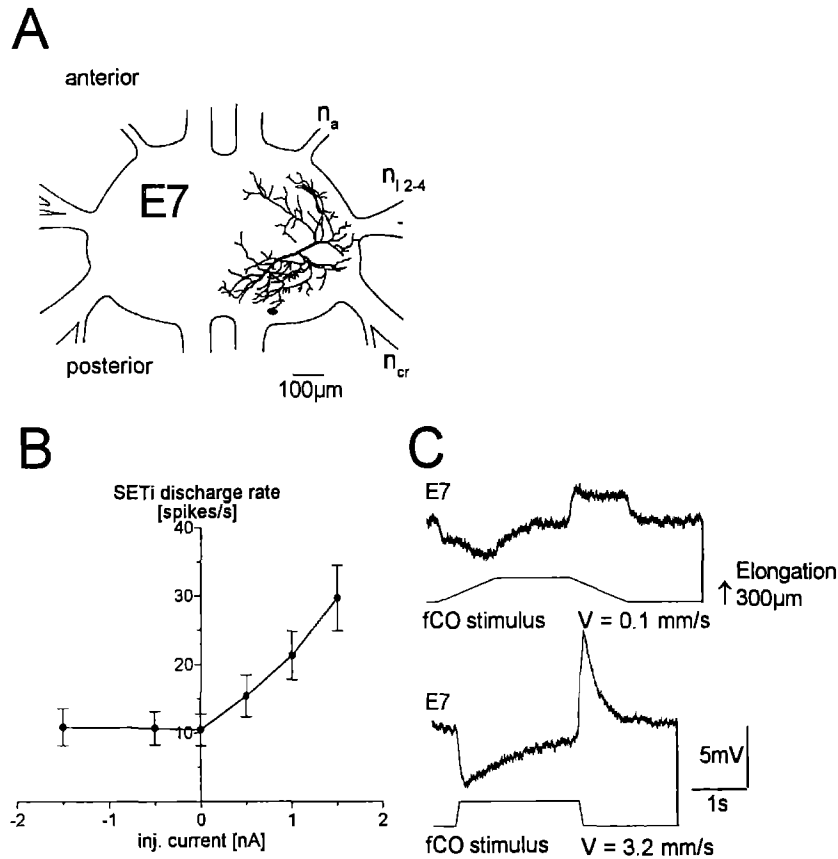 A
anterior
n_a
n_l 2-4
E7
posterior
n_cr
100µm
B
SETi discharge rate
[spikes/s]
40
30
20
10
-2 -1 0 1 2
inj. current [nA]
C
E7
Elongation
300µm
fCO stimulus V = 0.1 mm/s
E7
5mV
1s
fCO stimulus V = 3.2 mm/s